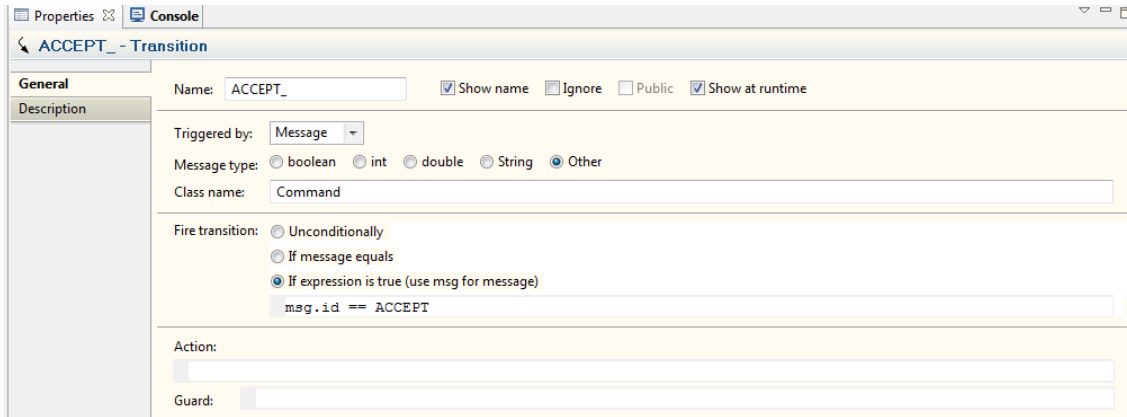 Properties Console
ACCEPT_ - Transition
General
Description
Name: ACCEPT_ Show name Ignore Public Show at runtime
Triggered by: Message
Message type: boolean int double String Other
Class name: Command
Fire transition: Unconditionally
If message equals
If expression is true (use msg for message)
msg.id == ACCEPT
Action:
Guard: